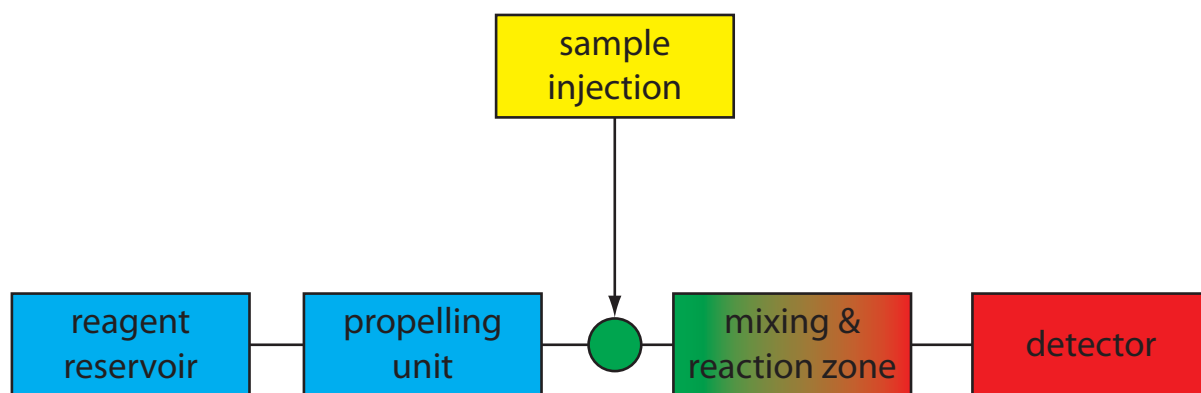 sample
injection
reagent
reservoir
propelling
unit
mixing &
reaction zone
detector